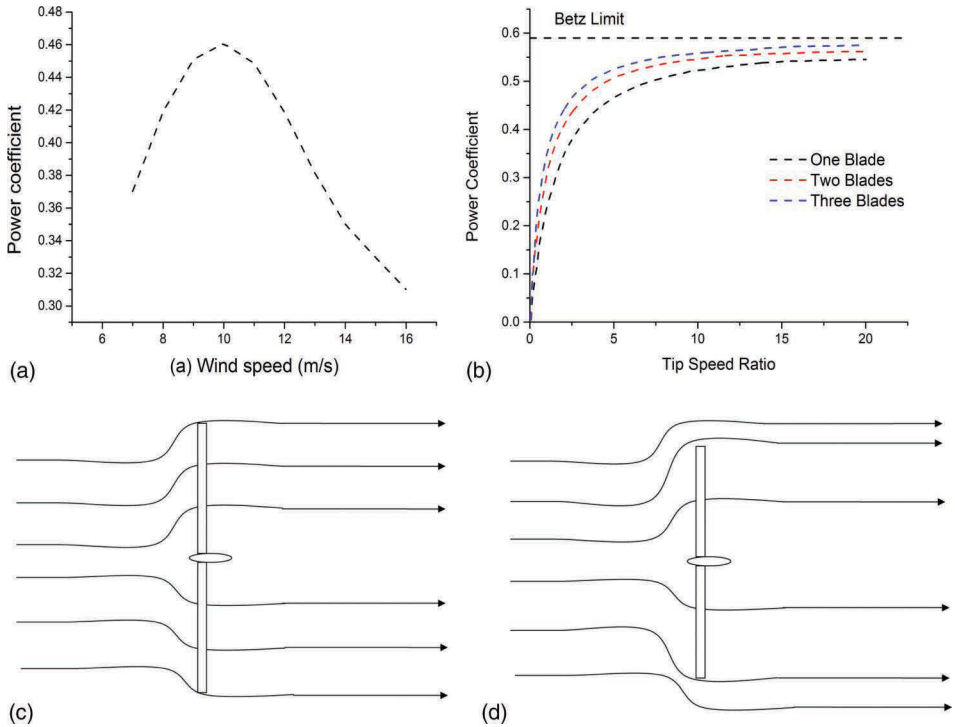 0.48
0.46
0.44
0.42
0.40
0.38
0.36
0.34
0.32
0.30
Power coefficient
6 8 10 12 14 16
(a) Wind speed (m/s)
(a)
Betz Limit
0.6
0.5
0.4
0.3
0.2
0.1
0.0
Power Coefficient
One Blade
Two Blades
Three Blades
0 5 10 15 20
Tip Speed Ratio
(b)
(c)
(d)